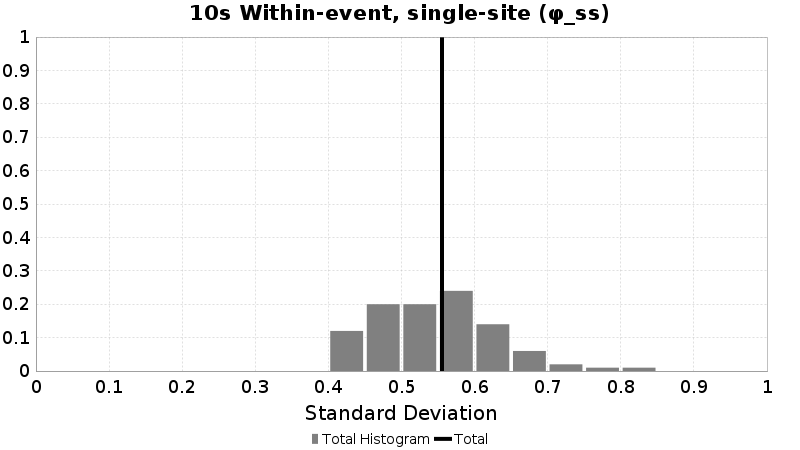 10s Within-event, single-site (φ_ss)
1
0.9
0.8
0.7
0.6
0.5
0.4
0.3
0.2
0.1
0
0 0.1 0.2 0.3 0.4 0.5 0.6 0.7 0.8 0.9 1
Standard Deviation
Total Histogram Total